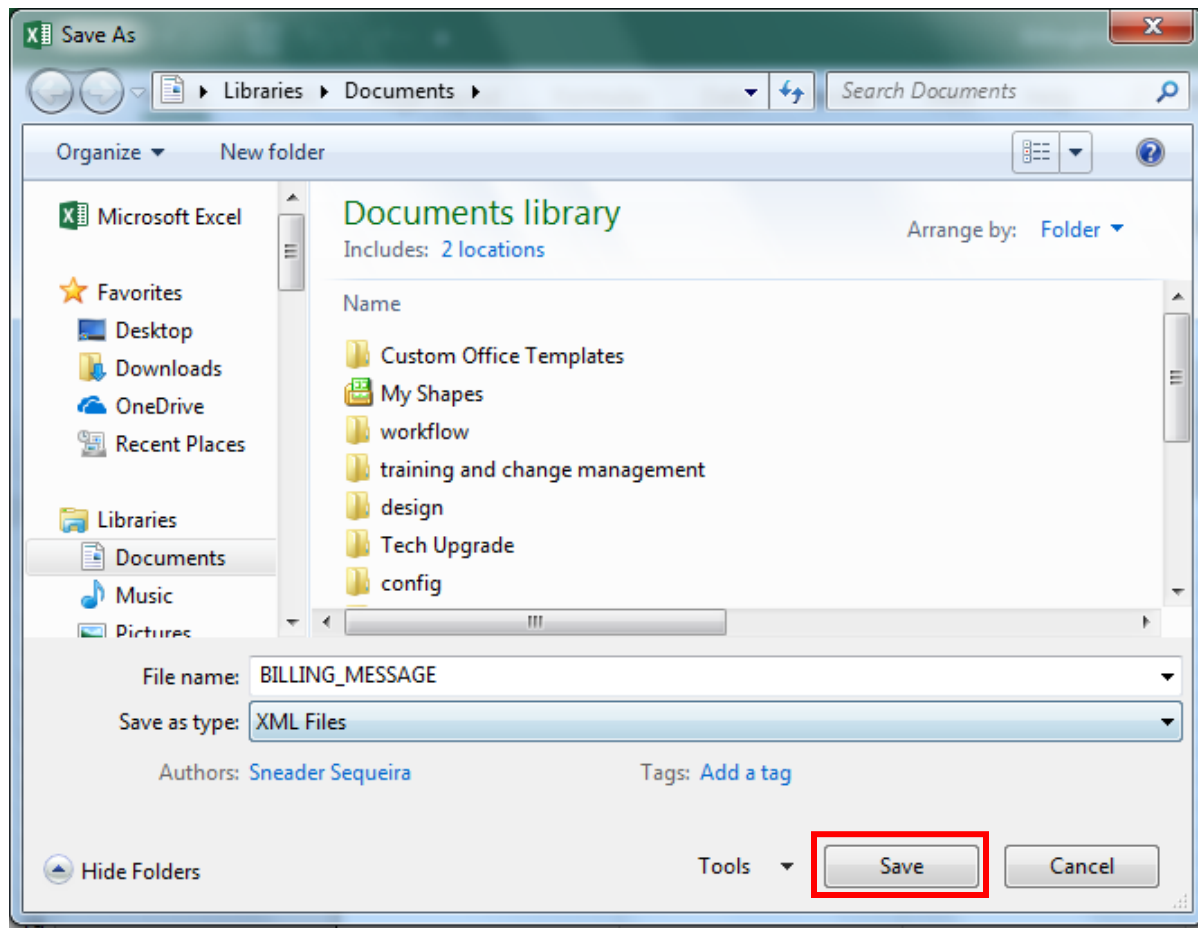 Save As
Libraries Documents
Search Documents
Organize New folder
Microsoft Excel
Favorites
Desktop
Downloads
OneDrive
Recent Places
Libraries
Documents
Music
Pictures
Documents library
Includes: 2 locations
Arrange by: Folder
Name
Custom Office Templates
My Shapes
workflow
training and change management
design
Tech Upgrade
config
File name: BILLING_MESSAGE
Save as type: XML Files
Authors: Sneader Sequeira Tags: Add a tag
Hide Folders Tools Save Cancel